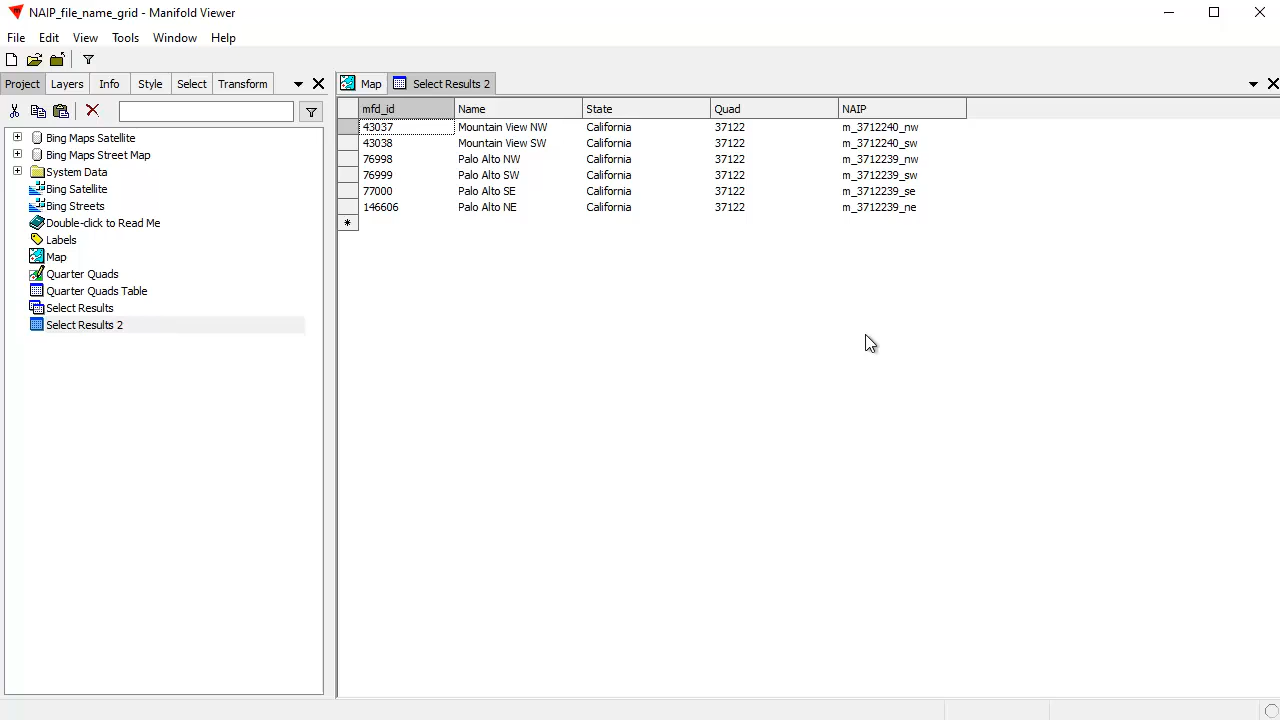 NAIP_file_name_grid - Manifold Viewer
File Edit View Tools Window Help
Project Layers Info Style Select Transform
Map Select Results 2
Bing Maps Satellite
Bing Maps Street Map
System Data
Bing Satellite
Bing Streets
Double-click to Read Me
Labels
Map
Quarter Quads
Quarter Quads Table
Select Results
Select Results 2
mfd_id Name State Quad NAIP
43037 Mountain View NW California 37122 m_3712240_nw
43038 Mountain View SW California 37122 m_3712240_sw
76998 Palo Alto NW California 37122 m_3712239_nw
76999 Palo Alto SW California 37122 m_3712239_sw
77000 Palo Alto SE California 37122 m_3712239_se
146606 Palo Alto NE California 37122 m_3712239_ne
*